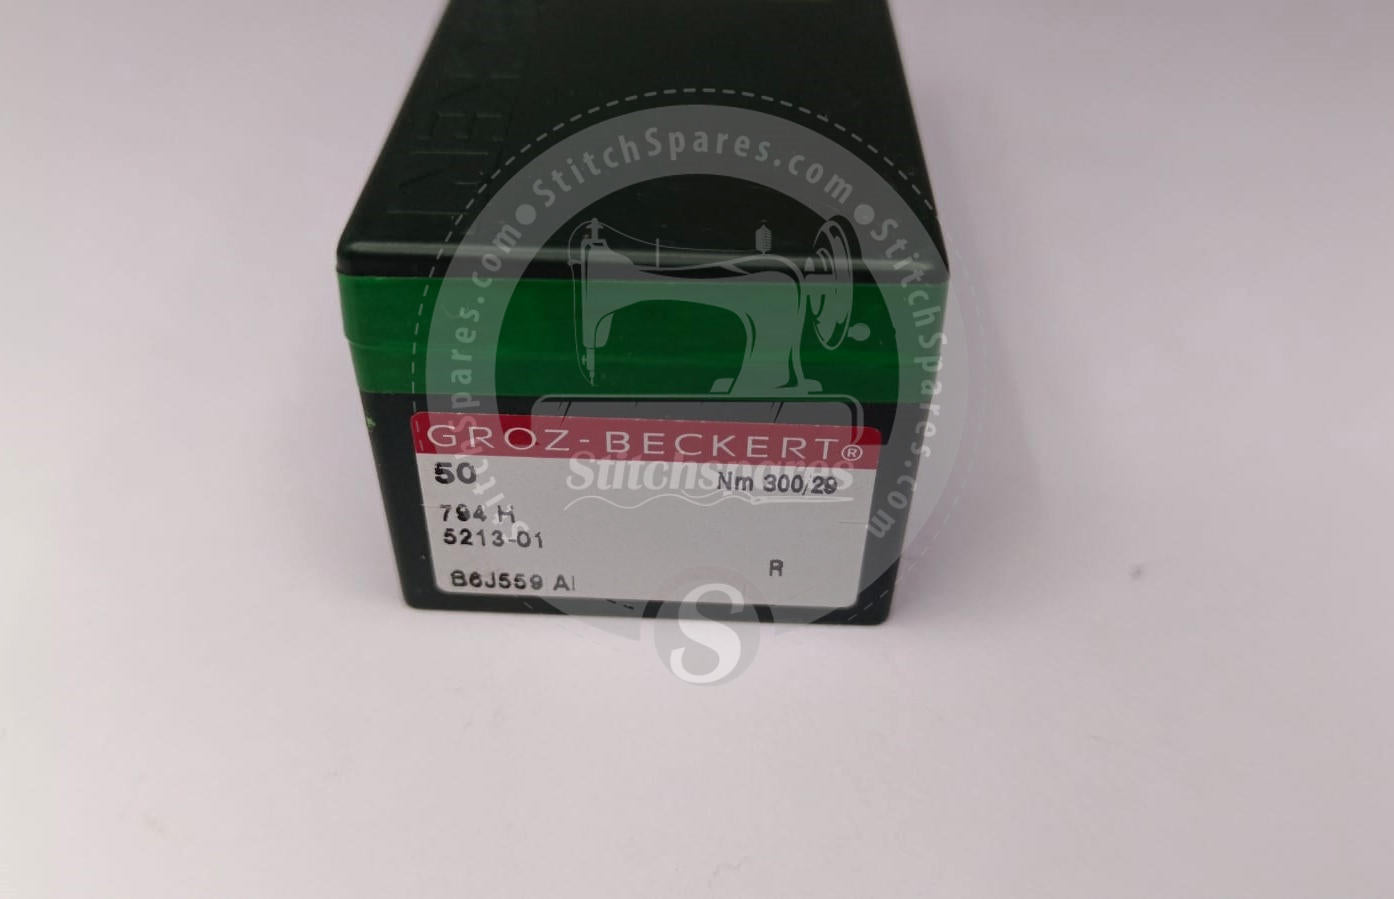 StitchSpares.com
StitchSpares.com
StitchSpares.com
GROZ-BECKERT®
50
Nm 300/29
Stitchspares
794 H
5213-01
R
B6J559 AI
S